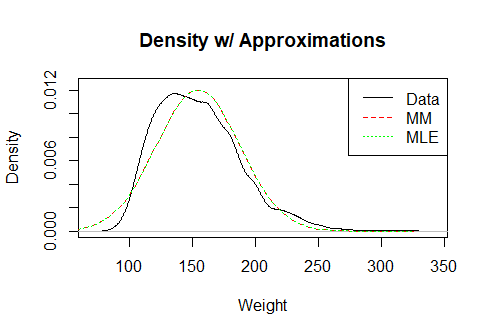 Density w/ Approximations
Data
MM
MLE
0.012
0.006
0.000
Density
100 150 200 250 300 350
Weight